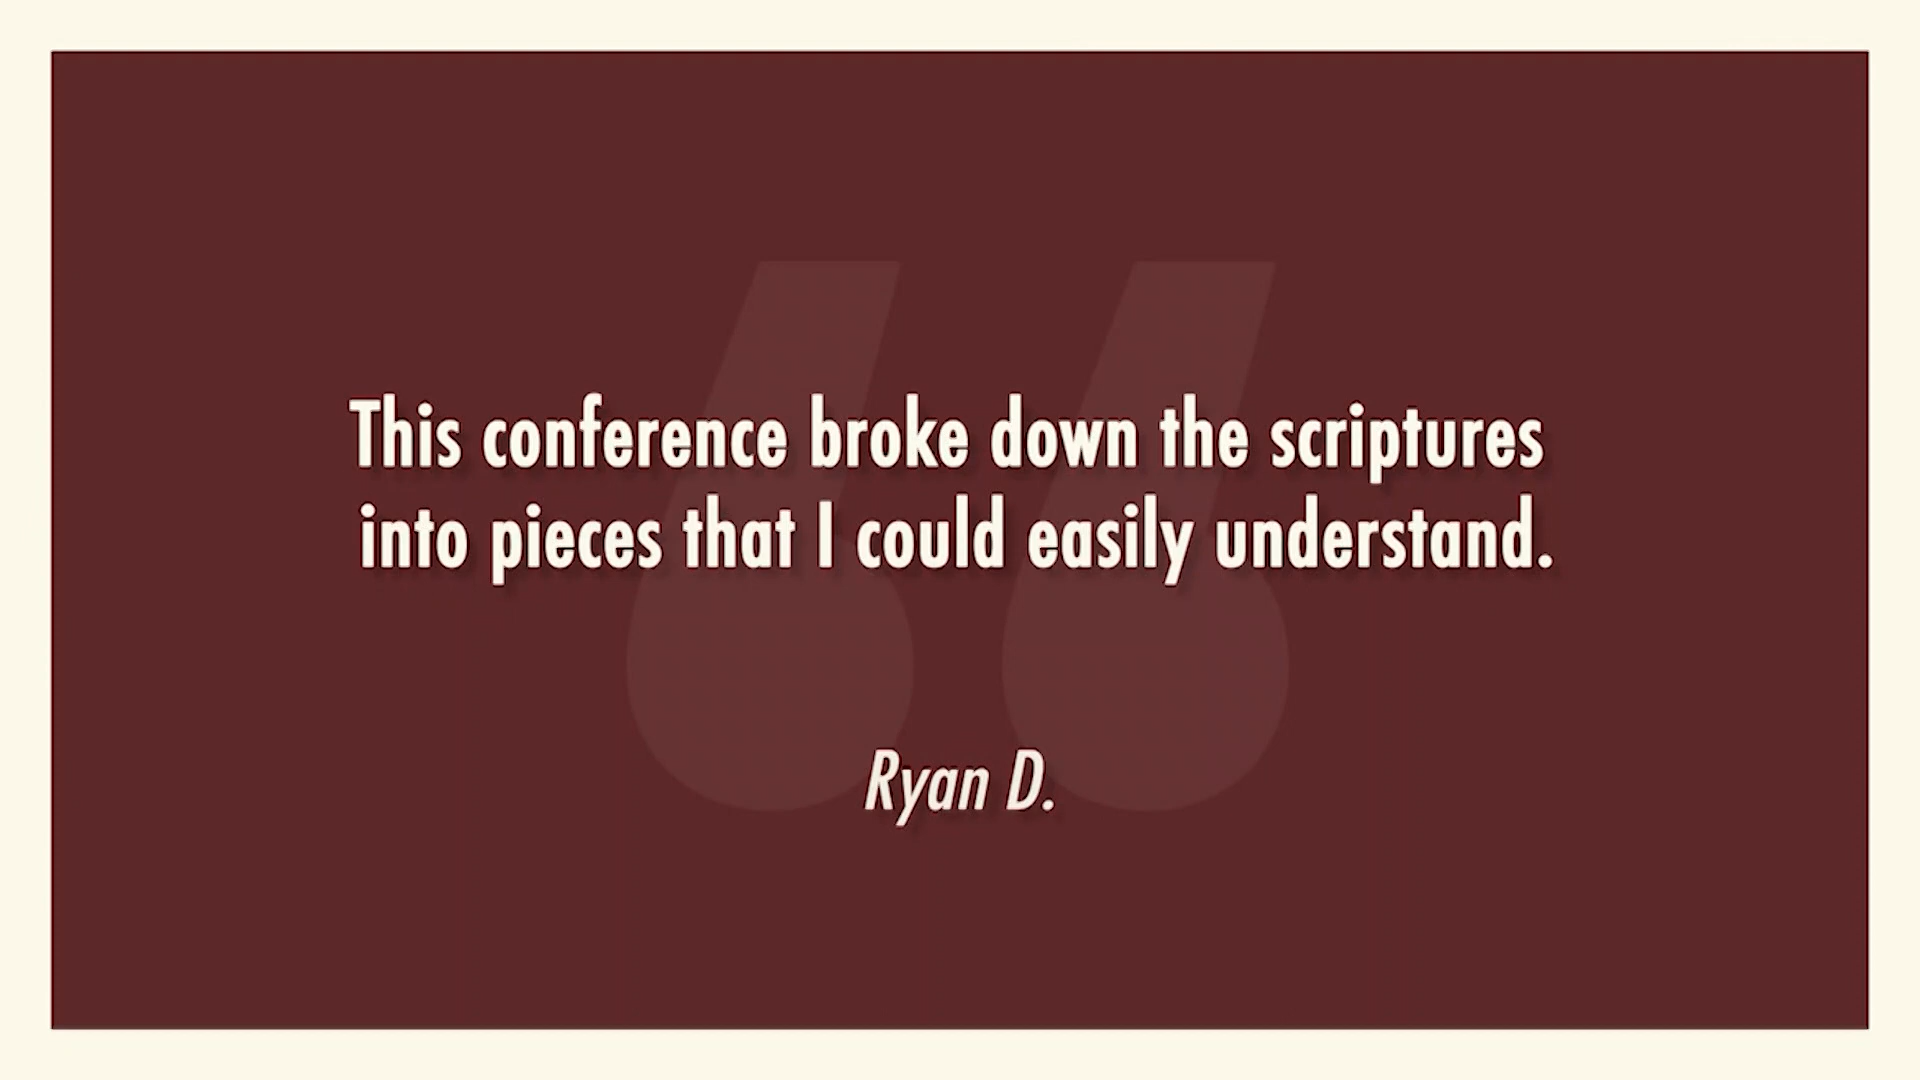 This conference broke down the scriptures
into pieces that I could easily understand.
Ryan D.